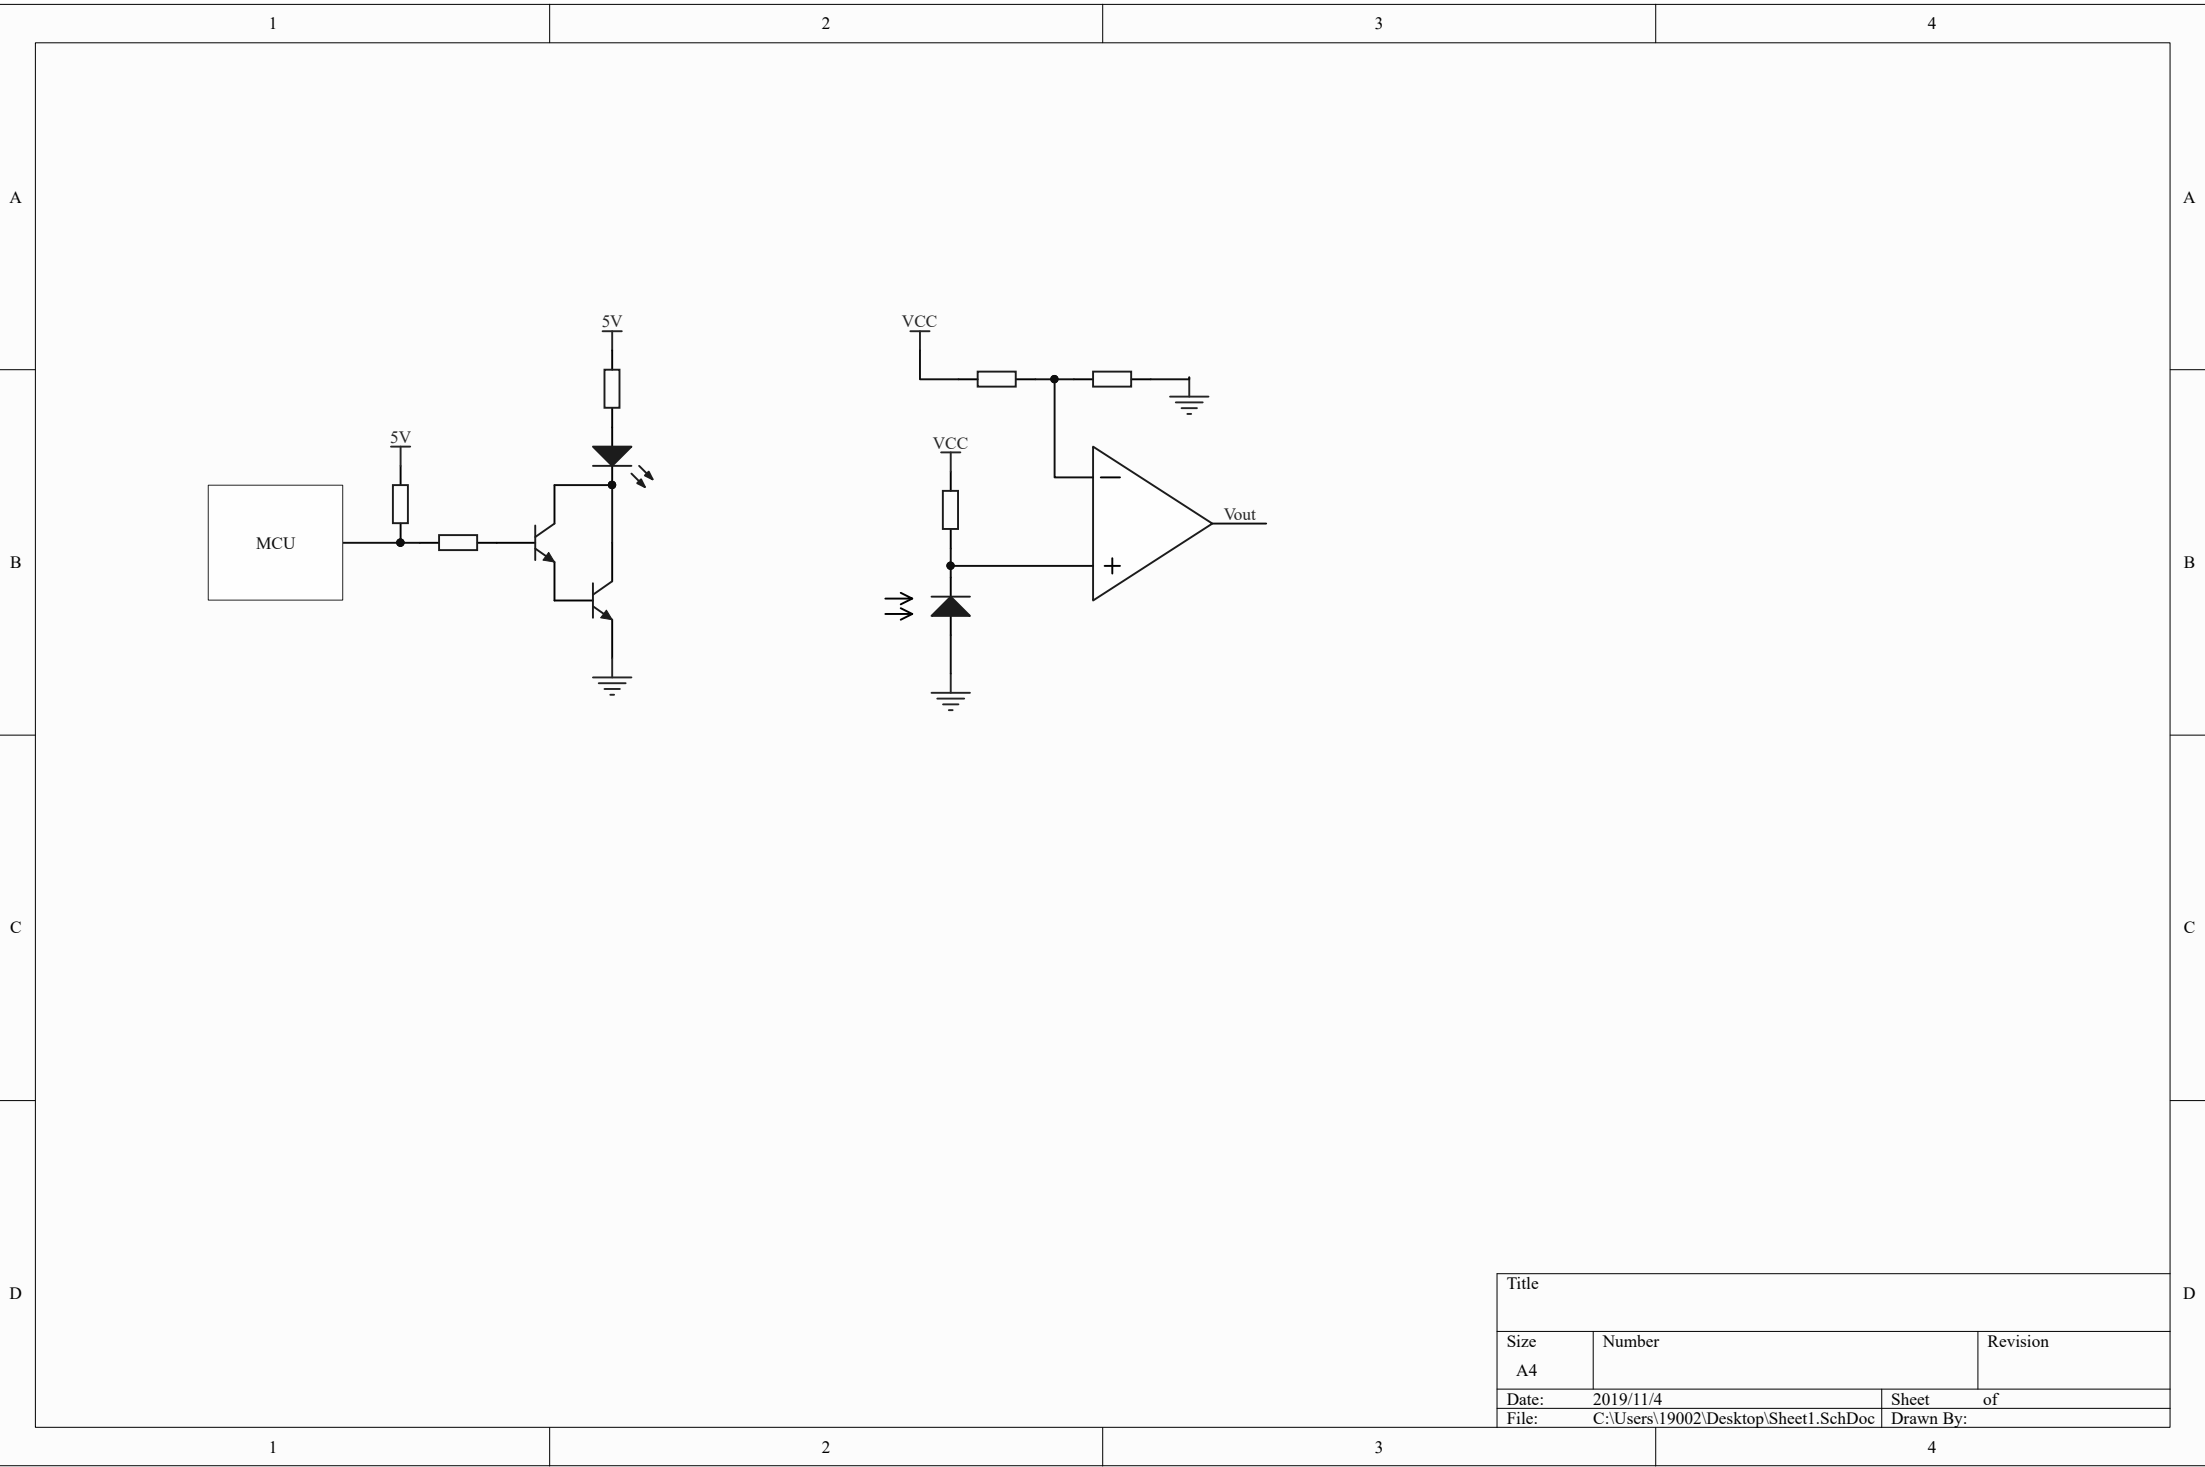 1 2 3 4
A A
5V VCC
5V VCC
Vout
MCU
B B
C C
D D
Title
Size Number Revision
A4
Date: 2019/11/4 Sheet of
File: C:\Users\19002\Desktop\Sheet1.SchDoc Drawn By:
1 2 3 4